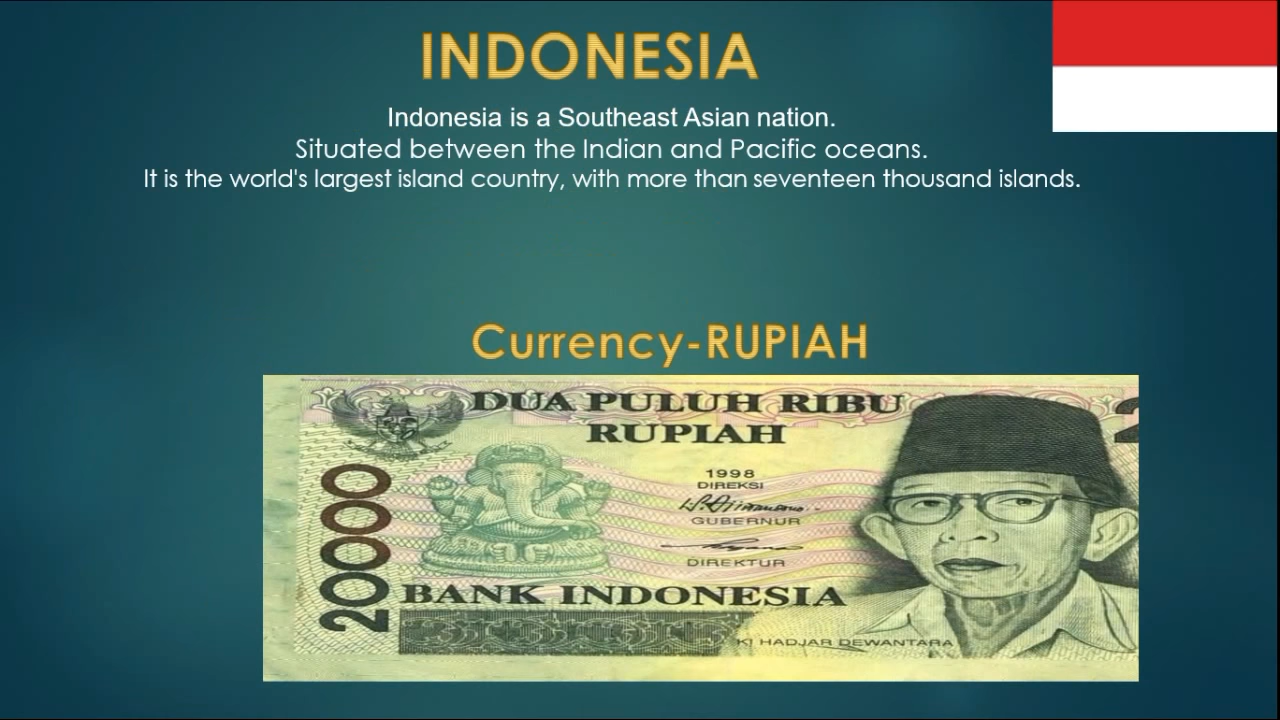 INDONESIA
Indonesia is a Southeast Asian nation.
Situated between the Indian and Pacific oceans.
It is the world's largest island country, with more than seventeen thousand islands.
Currency-RUPIAH
DUA PULUH RIBU
RUPIAH
1998
DIREKSI
GUBERNUR
DIREKTUR
20000
BANK INDONESIA
KI HADJAR DEWANTARA